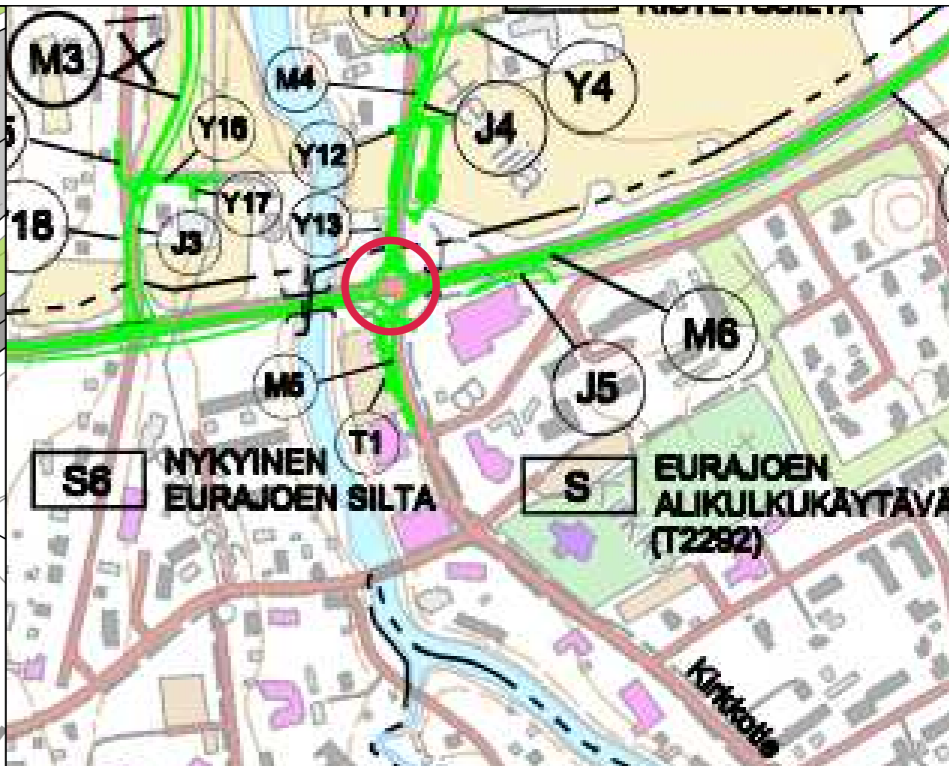 M3
M4
Y4
J4
Y16
Y12
Y17
Y13
18
J3
M6
M5
J5
T1
S6
NYKYINEN
EURAJOEN SILTA
S
EURAJOEN
ALIKULKUKÄYTÄVÄ
(T2292)
Kirkkotie